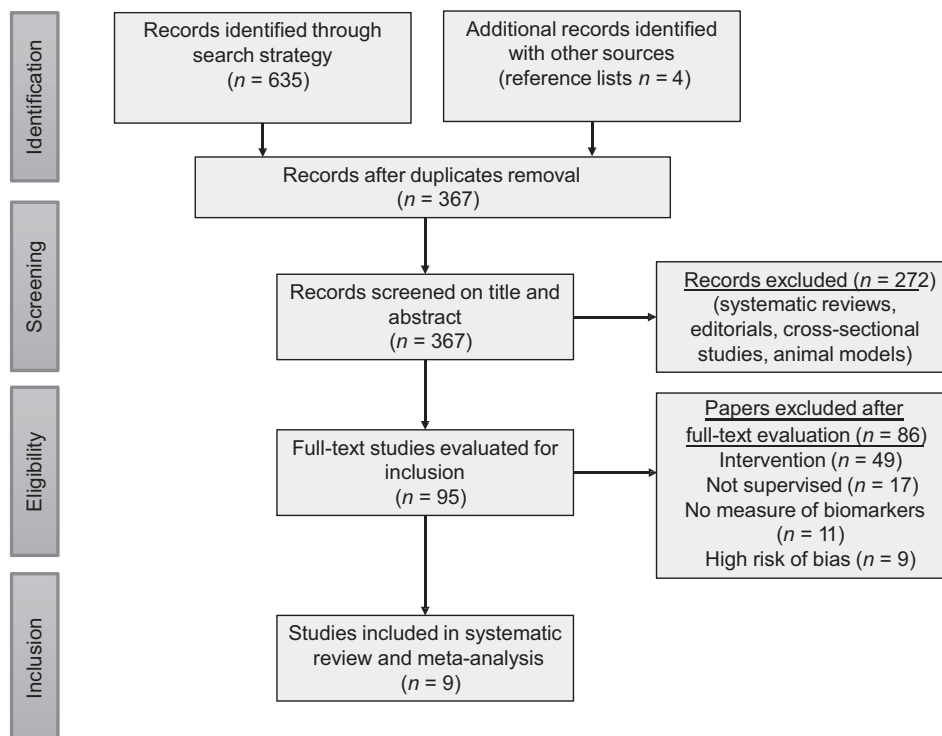 Identification
Records identified through
search strategy
(n = 635)
Additional records identified
with other sources
(reference lists n = 4)
Records after duplicates removal
(n = 367)
Screening
Records screened on title and
abstract
(n = 367)
Records excluded (n = 272)
(systematic reviews,
editorials, cross-sectional
studies, animal models)
Eligibility
Full-text studies evaluated for
inclusion
(n = 95)
Papers excluded after
full-text evaluation (n = 86)
Intervention (n = 49)
Not supervised (n = 17)
No measure of biomarkers
(n = 11)
High risk of bias (n = 9)
Inclusion
Studies included in systematic
review and meta-analysis
(n = 9)